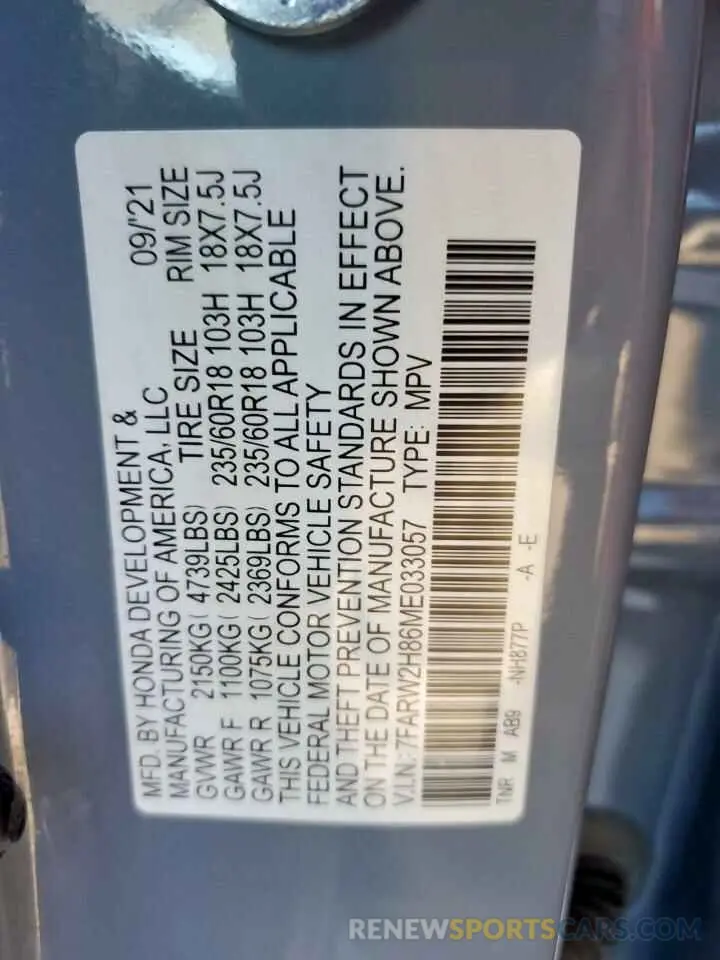 MFD. BY HONDA DEVELOPMENT & 09/'21
MANUFACTURING OF AMERICA, LLC
GVWR 2150KG( 4739LBS) TIRE SIZE RIM SIZE
GAWR F 1100KG( 2425LBS) 235/60R18 103H 18X7.5J
GAWR R 1075KG( 2369LBS) 235/60R18 103H 18X7.5J
THIS VEHICLE CONFORMS TO ALL APPLICABLE
FEDERAL MOTOR VEHICLE SAFETY
AND THEFT PREVENTION STANDARDS IN EFFECT
ON THE DATE OF MANUFACTURE SHOWN ABOVE.
V.I.N.: 7FARW2H86ME033057 TYPE: MPV
TNR M AB9 -NH877P -A -E
RENEWSPORTSCARS.COM